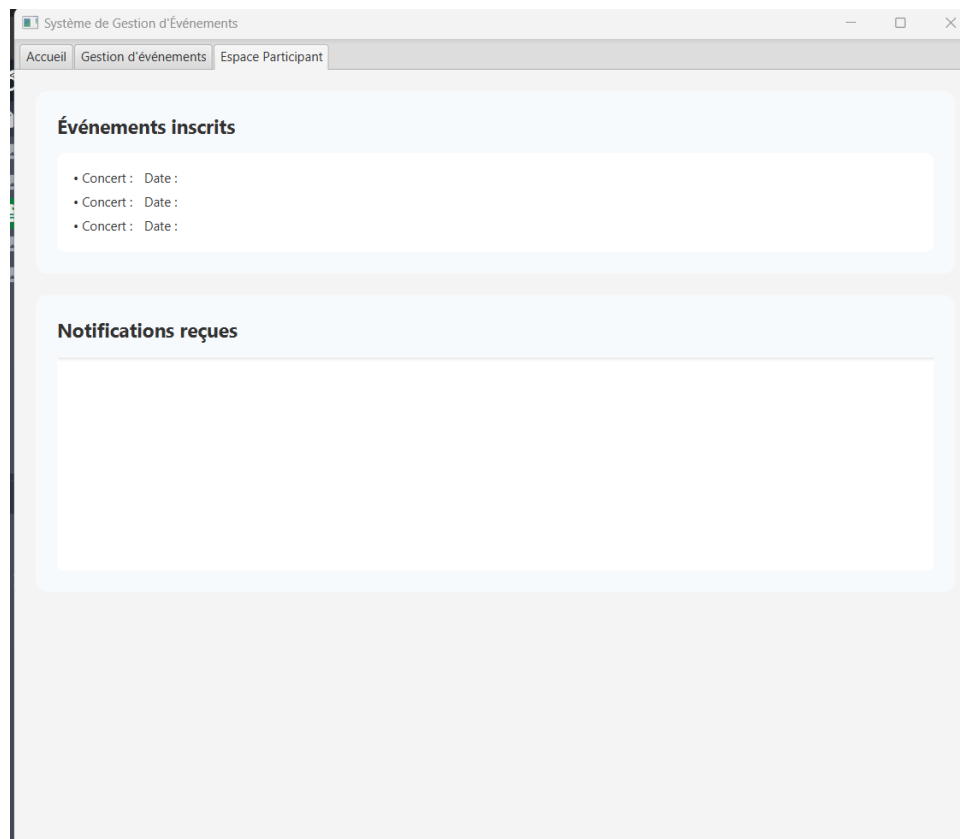 Système de Gestion d'Événements
Accueil Gestion d'événements Espace Participant
Événements inscrits
• Concert : Date :
• Concert : Date :
• Concert : Date :
Notifications reçues